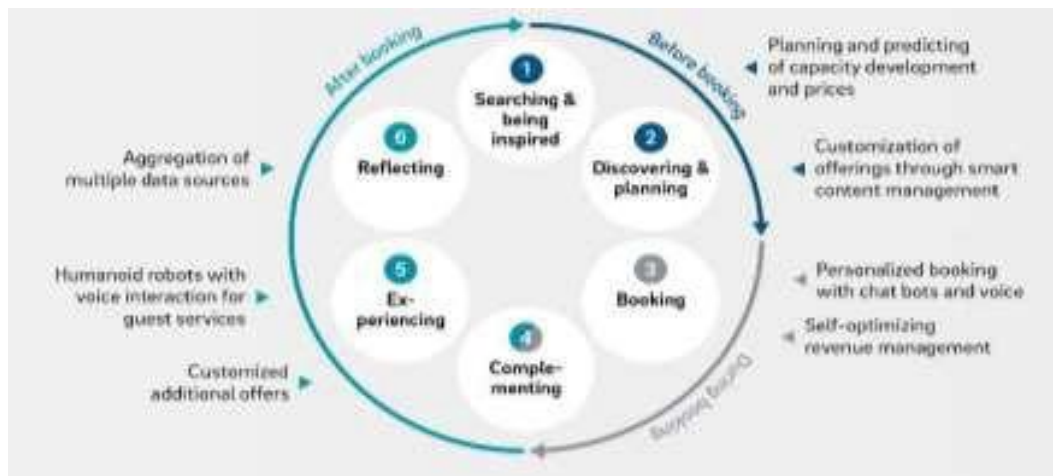 After booking
Before booking
During booking
1
Searching &
being
inspired
2
Discovering &
planning
3
Booking
4
Comple-
menting
5
Ex-
periencing
6
Reflecting
Planning and predicting
of capacity development
and prices
Customization of
offerings through smart
content management
Personalized booking
with chat bots and voice
Self-optimizing
revenue management
Customized
additional offers
Humanoid robots with
voice interaction for
guest services
Aggregation of
multiple data sources